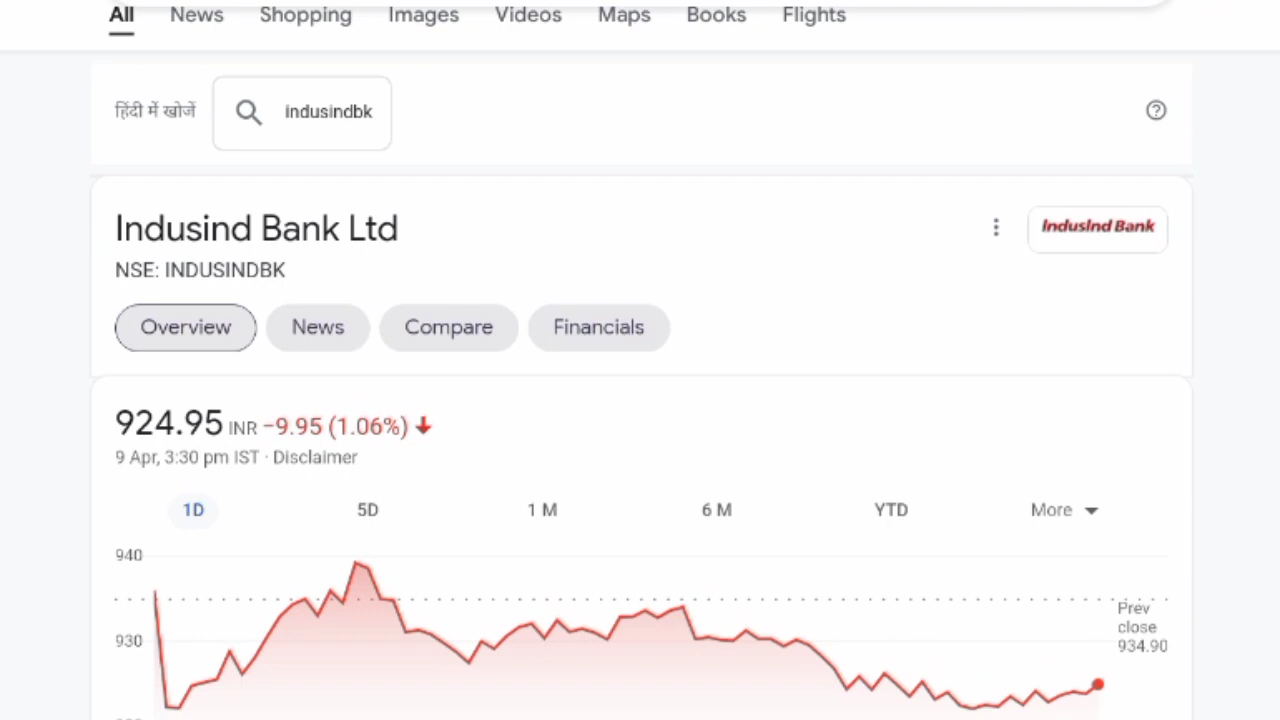 All News Shopping Images Videos Maps Books Flights
हिंदी में खोजें indusindbk
Indusind Bank Ltd
IndusInd Bank
NSE: INDUSINDBK
Overview News Compare Financials
924.95 INR −9.95 (1.06%)
9 Apr, 3:30 pm IST · Disclaimer
1D 5D 1 M 6 M YTD More
940
930
Prev
close
934.90